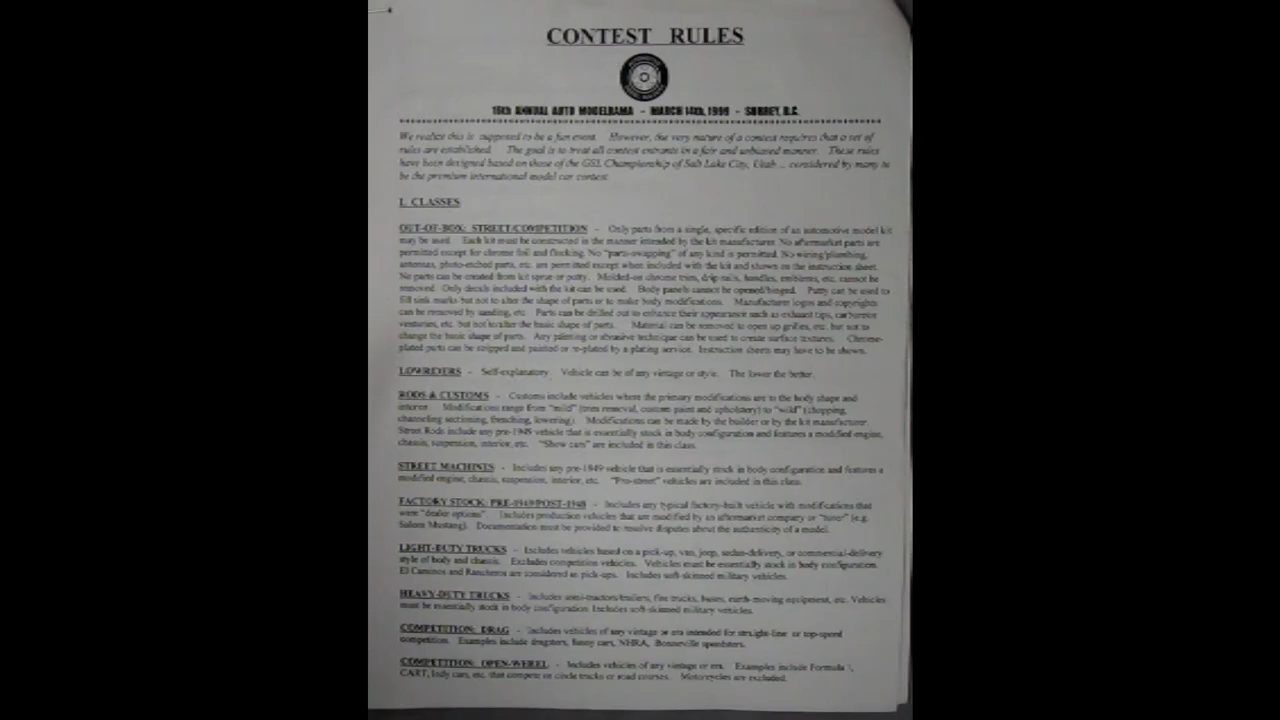 CONTEST RULES
15th ANNUAL AUTO MODELRAMA - MARCH 14th, 1999 - SURREY, B.C.
We realize this is supposed to be a fun event. However, the very nature of a contest requires that a set of
rules are established. The goal is to treat all contest entrants in a fair and unbiased manner. These rules
have been designed based on those of the GSL Championship of Salt Lake City, Utah ... considered by many to
be the premium international model car contest.
I. CLASSES
OUT-OF-BOX: STREET/COMPETITION - Only parts from a single, specific edition of an automotive model kit
may be used. Each kit must be constructed in the manner intended by the kit manufacturer. No aftermarket parts are
permitted except for chrome foil and flocking. No "parts-swapping" of any kind is permitted. No wiring/plumbing,
antennas, photo-etched parts, etc. are permitted except when included with the kit and shown on the instruction sheet.
No parts can be created from kit sprue or putty. Molded-on chrome trim, drip rails, handles, emblems, etc. cannot be
removed. Only decals included with the kit can be used. Body panels cannot be opened/hinged. Putty can be used to
fill sink marks but not to alter the shape of parts or to make body modifications. Manufacturer logos and copyrights
can be removed by sanding, etc. Parts can be drilled out to enhance their appearance such as exhaust tips, carburetor
venturies, etc. but not to alter the basic shape of parts. Material can be removed to open up grilles, etc. but not to
change the basic shape of parts. Any painting or abrasive technique can be used to create surface textures. Chrome-
plated parts can be stripped and painted or re-plated by a plating service. Instruction sheets may have to be shown.
LOWRIDERS - Self-explanatory. Vehicle can be of any vintage or style. The lower the better.
RODS & CUSTOMS - Customs include vehicles where the primary modifications are to the body shape and
interior. Modifications range from "mild" (trim removal, custom paint and upholstery) to "wild" (chopping,
channeling sectioning, frenching, lowering). Modifications can be made by the builder or by the kit manufacturer.
Street Rods include any pre-1949 vehicle that is essentially stock in body configuration and features a modified engine,
chassis, suspension, interior, etc. "Show cars" are included in this class.
STREET MACHINES - Includes any pre-1949 vehicle that is essentially stock in body configuration and features a
modified engine, chassis, suspension, interior, etc. "Pro-street" vehicles are included in this class.
FACTORY STOCK: PRE-1949/POST-1948 - Includes any typical factory-built vehicle with modifications that
were "dealer options". Includes production vehicles that are modified by an aftermarket company or "tuner" (e.g.
Saleen Mustang). Documentation must be provided to resolve disputes about the authenticity of a model.
LIGHT-DUTY TRUCKS - Includes vehicles based on a pick-up, van, jeep, sedan-delivery, or commercial-delivery
style of body and chassis. Excludes competition vehicles. Vehicles must be essentially stock in body configuration.
El Caminos and Rancheros are considered as pick-ups. Includes soft-skinned military vehicles.
HEAVY-DUTY TRUCKS - Includes semi-tractors/trailers, fire trucks, buses, earth-moving equipment, etc. Vehicles
must be essentially stock in body configuration. Includes soft-skinned military vehicles.
COMPETITION: DRAG - Includes vehicles of any vintage or era intended for straight-line or top-speed
competition. Examples include dragsters, funny cars, NHRA, Bonneville speedsters.
COMPETITION: OPEN-WHEEL - Includes vehicles of any vintage or era. Examples include Formula 1,
CART, Indy cars, etc. that compete on circle tracks or road courses. Motorcycles are excluded.